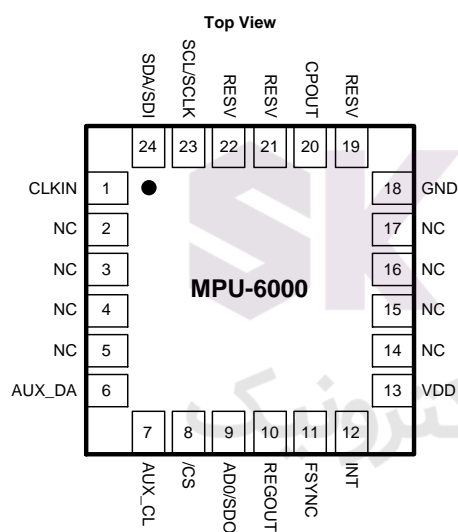 Top View
SDA/SDI
SCL/SCLK
RESV
RESV
CPOUT
RESV
24
23
22
21
20
19
CLKIN
1
18
GND
NC
2
17
NC
NC
3
16
NC
NC
4
15
NC
NC
5
14
NC
AUX_DA
6
13
VDD
SK
MPU-6000
7
8
9
10
11
12
AUX_CL
/CS
AD0/SDO
REGOUT
FSYNC
INT